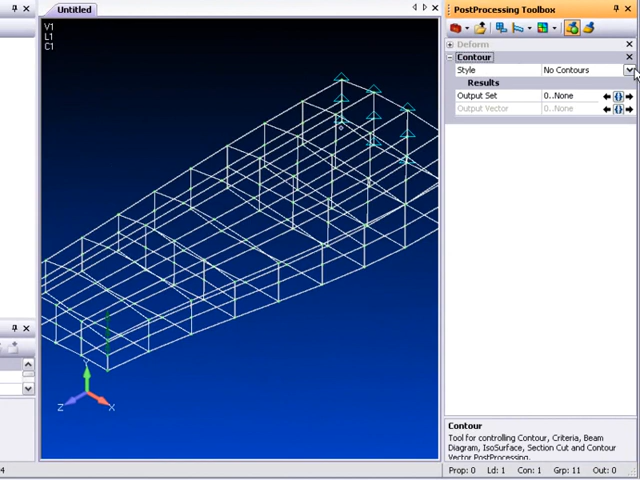 Untitled
V1
L1
C1
Y
Z
X
4
PostProcessing Toolbox
Deform
Contour
Style No Contours
Results
Output Set 0..None
Output Vector 0..None
Contour
Tool for controlling Contour, Criteria, Beam
Diagram, IsoSurface, Section Cut and Contour
Vector PostProcessing.
Prop: 0 Ld: 1 Con: 1 Grp: 11 Out: 0